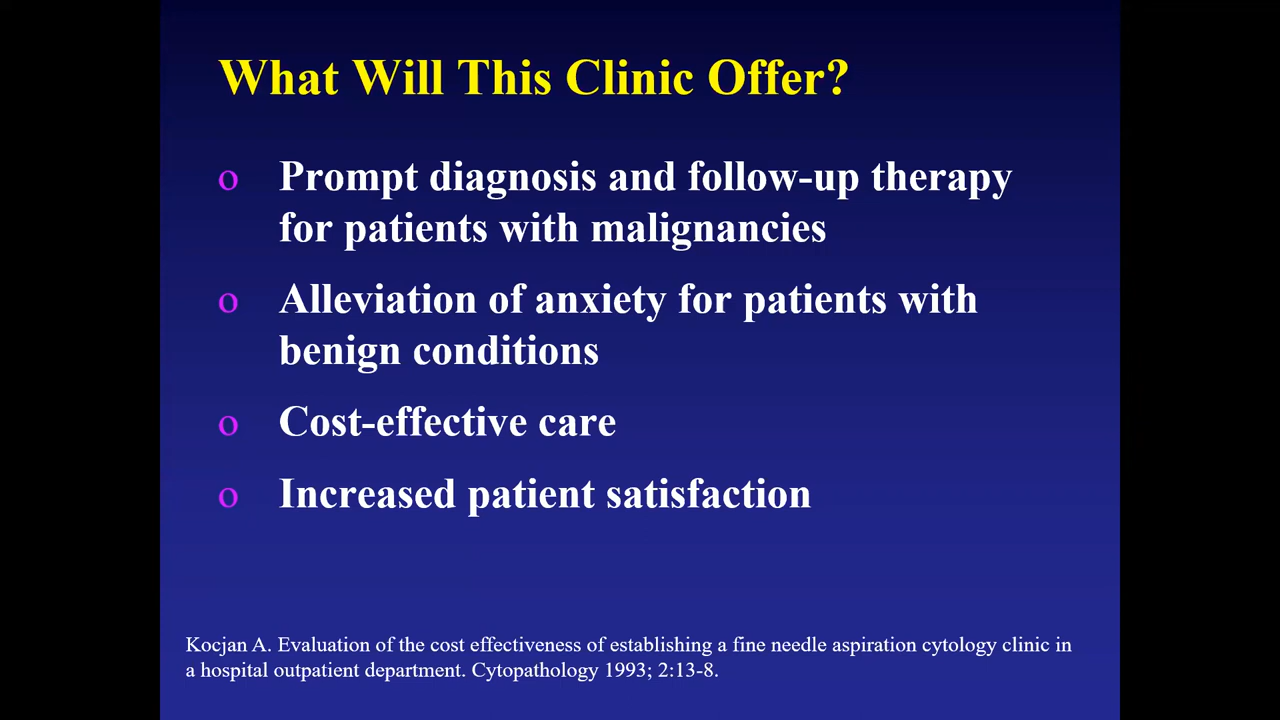 What Will This Clinic Offer?
o Prompt diagnosis and follow-up therapy
for patients with malignancies
o Alleviation of anxiety for patients with
benign conditions
o Cost-effective care
o Increased patient satisfaction
Kocjan A. Evaluation of the cost effectiveness of establishing a fine needle aspiration cytology clinic in
a hospital outpatient department. Cytopathology 1993; 2:13-8.